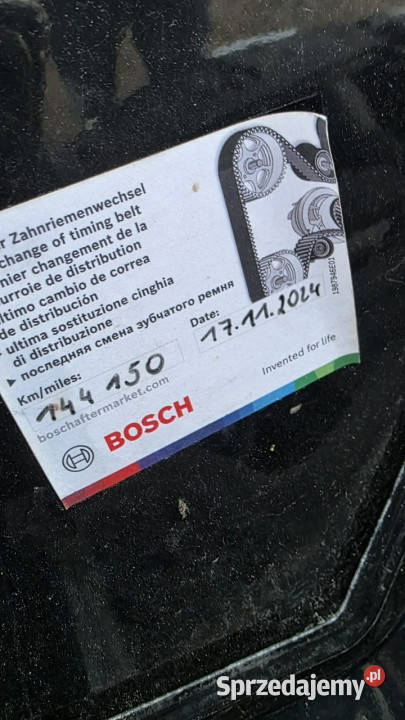 r Zahnriemenwechsel
change of timing belt
nier changement de la
urroie de distribution
ltimo cambio de correa
de distribución
ultima sostituzione cinghia
di distribuzione
► последняя смена зубчатого ремня
Km/miles:
144 150
Date:
17.11.2024
boschaftermarket.com
BOSCH
Invented for life
1987946E01
Sprzedajemy.pl